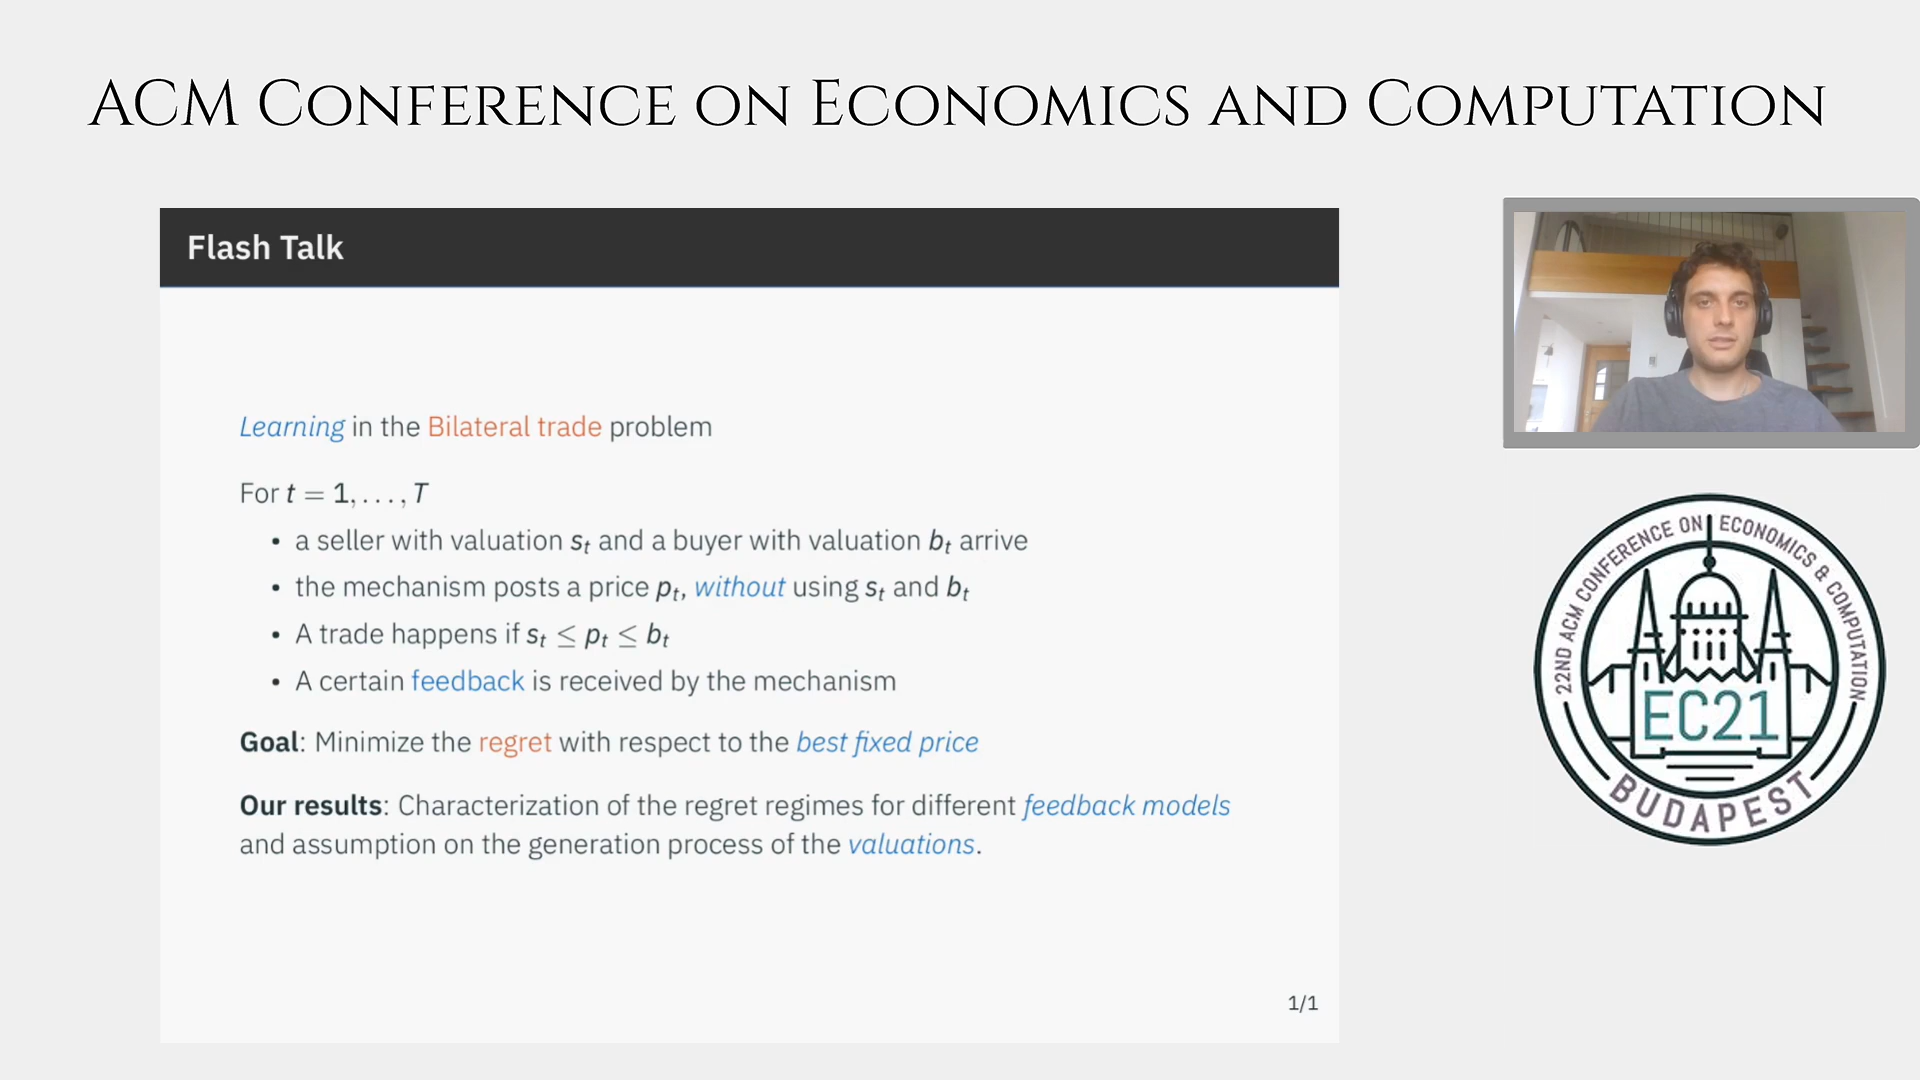 ACM Conference on Economics and Computation
Flash Talk
Learning in the Bilateral trade problem
For t = 1, . . . , T
• a seller with valuation sₜ and a buyer with valuation bₜ arrive
• the mechanism posts a price pₜ, without using sₜ and bₜ
• A trade happens if sₜ ≤ pₜ ≤ bₜ
• A certain feedback is received by the mechanism
Goal: Minimize the regret with respect to the best fixed price
Our results: Characterization of the regret regimes for different feedback models
and assumption on the generation process of the valuations.
1/1
22ND ACM CONFERENCE ON ECONOMICS & COMPUTATION
EC21
BUDAPEST